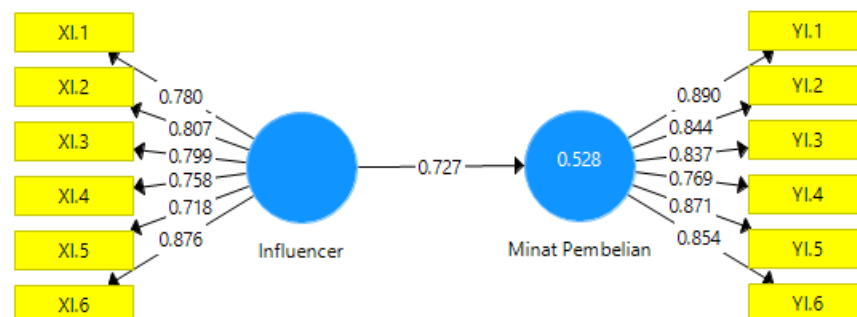 XI.1
XI.2
XI.3
XI.4
XI.5
XI.6
0.780
0.807
0.799
0.758
0.718
0.876
Influencer
0.727
0.528
Minat Pembelian
0.890
0.844
0.837
0.769
0.871
0.854
YI.1
YI.2
YI.3
YI.4
YI.5
YI.6